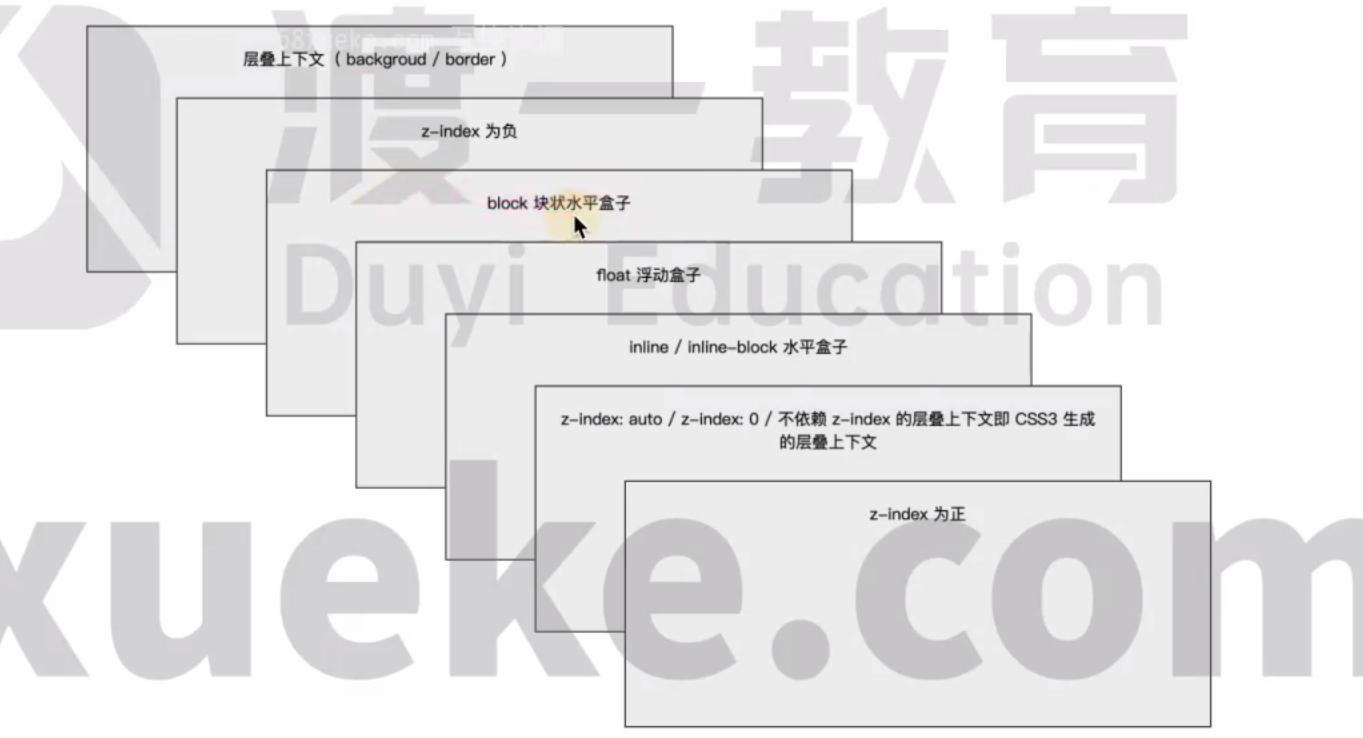 58xueke.com
渡一教育
层叠上下文（ backgroud / border ）
z-index 为负
block 块状水平盒子
Duyi Education
float 浮动盒子
inline / inline-block 水平盒子
z-index: auto / z-index: 0 / 不依赖 z-index 的层叠上下文即 CSS3 生成
的层叠上下文
z-index 为正
xueke.com